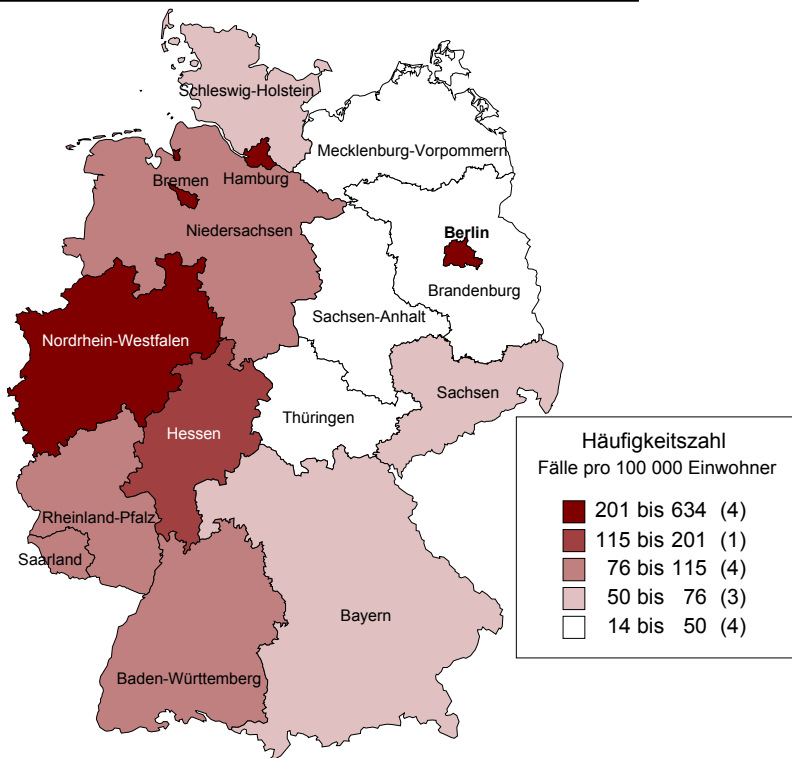 Schleswig-Holstein
Mecklenburg-Vorpommern
Bremen
Hamburg
Niedersachsen
Berlin
Brandenburg
Sachsen-Anhalt
Nordrhein-Westfalen
Sachsen
Thüringen
Hessen
Rheinland-Pfalz
Saarland
Bayern
Baden-Württemberg
Häufigkeitszahl
Fälle pro 100 000 Einwohner
201 bis 634 (4)
115 bis 201 (1)
76 bis 115 (4)
50 bis 76 (3)
14 bis 50 (4)